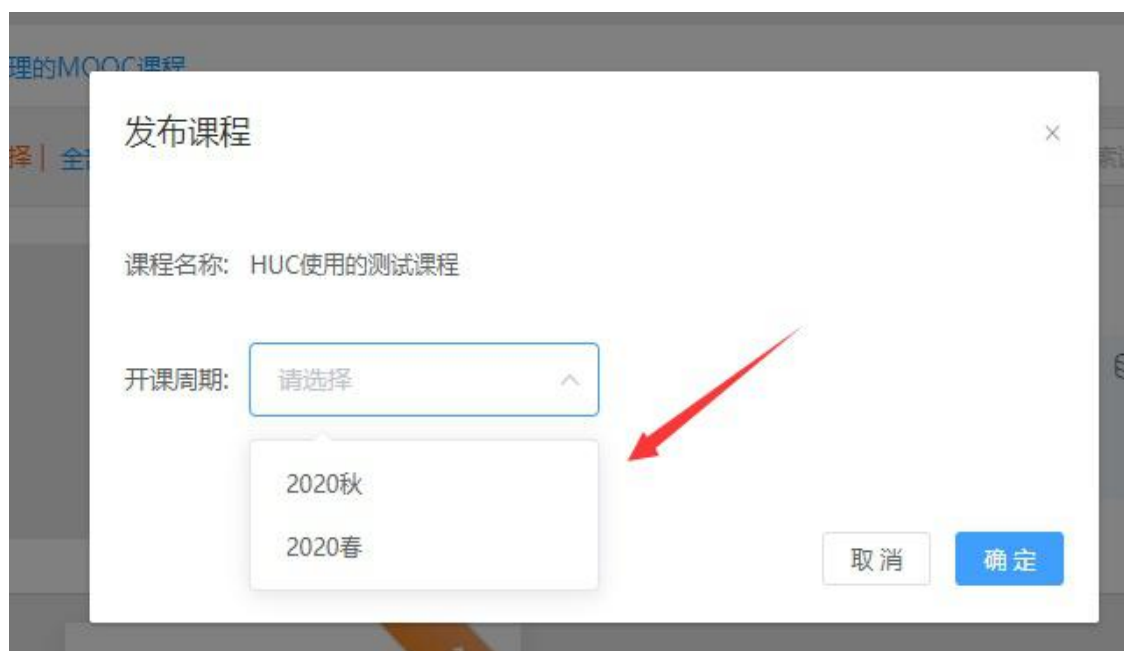 理的MOOC课程
发布课程
择 | 全部
课程名称: HUC使用的测试课程
开课周期: 请选择
2020秋
2020春
取消 确定